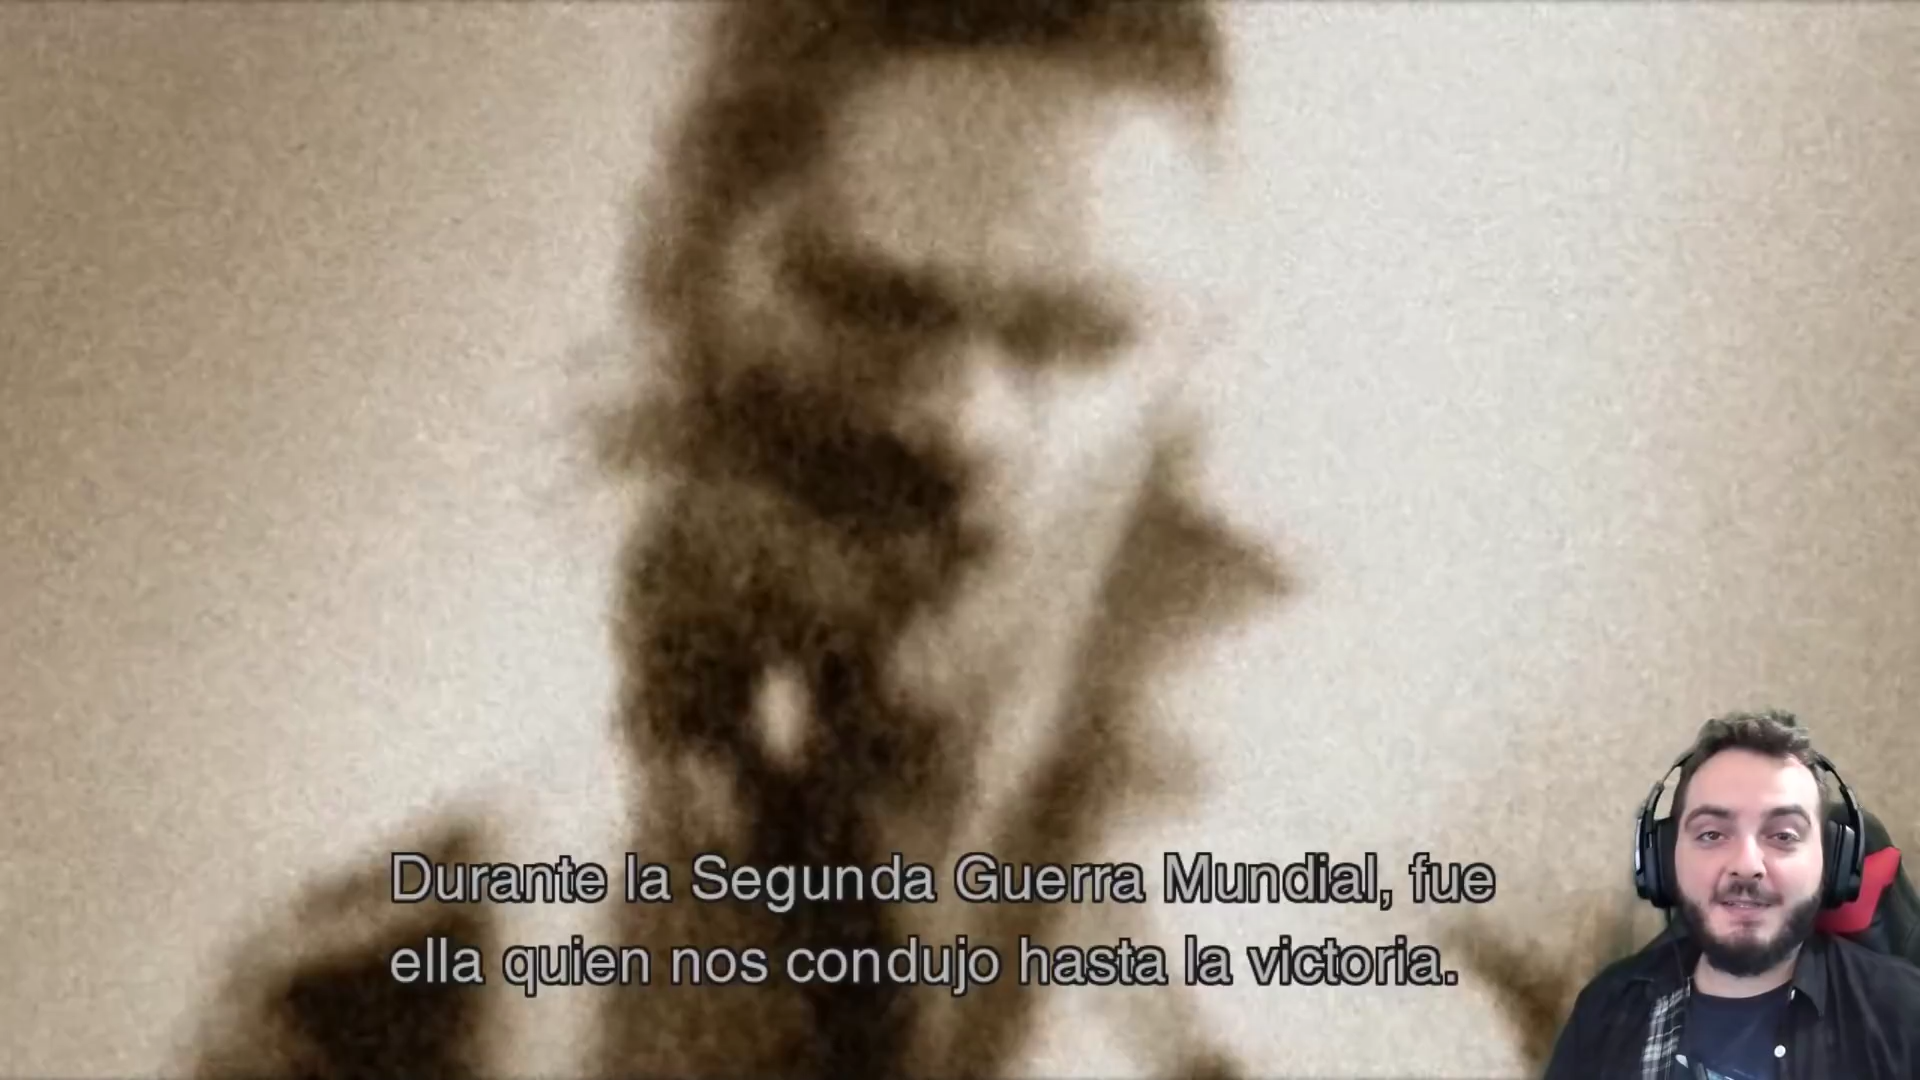 Durante la Segunda Guerra Mundial, fue
ella quien nos condujo hasta la victoria.